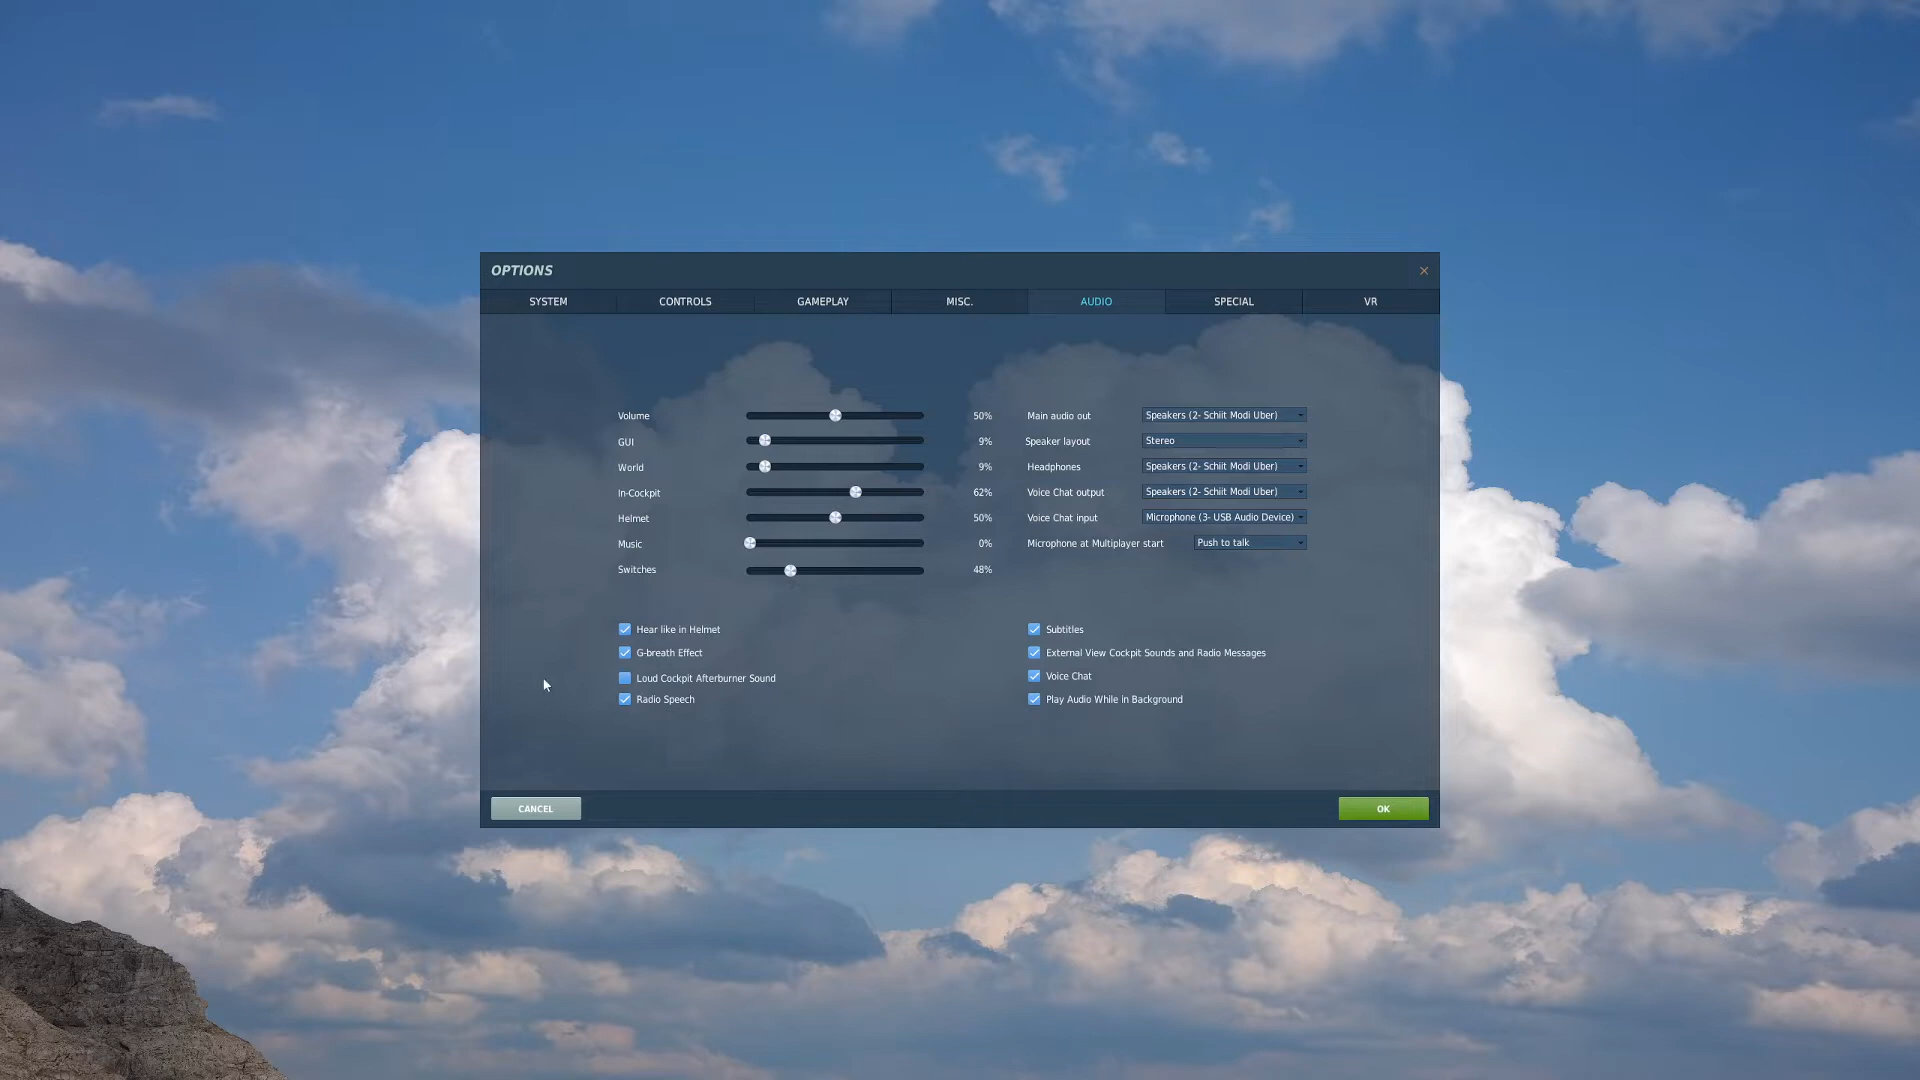 OPTIONS
SYSTEM CONTROLS GAMEPLAY MISC. AUDIO SPECIAL VR
Volume 50% Main audio out Speakers (2- Schiit Modi Uber)
GUI 9% Speaker layout Stereo
World 9% Headphones Speakers (2- Schiit Modi Uber)
In-Cockpit 62% Voice Chat output Speakers (2- Schiit Modi Uber)
Helmet 50% Voice Chat input Microphone (3- USB Audio Device)
Music 0% Microphone at Multiplayer start Push to talk
Switches 48%
Hear like in Helmet Subtitles
G-breath Effect External View Cockpit Sounds and Radio Messages
Loud Cockpit Afterburner Sound Voice Chat
Radio Speech Play Audio While in Background
CANCEL OK